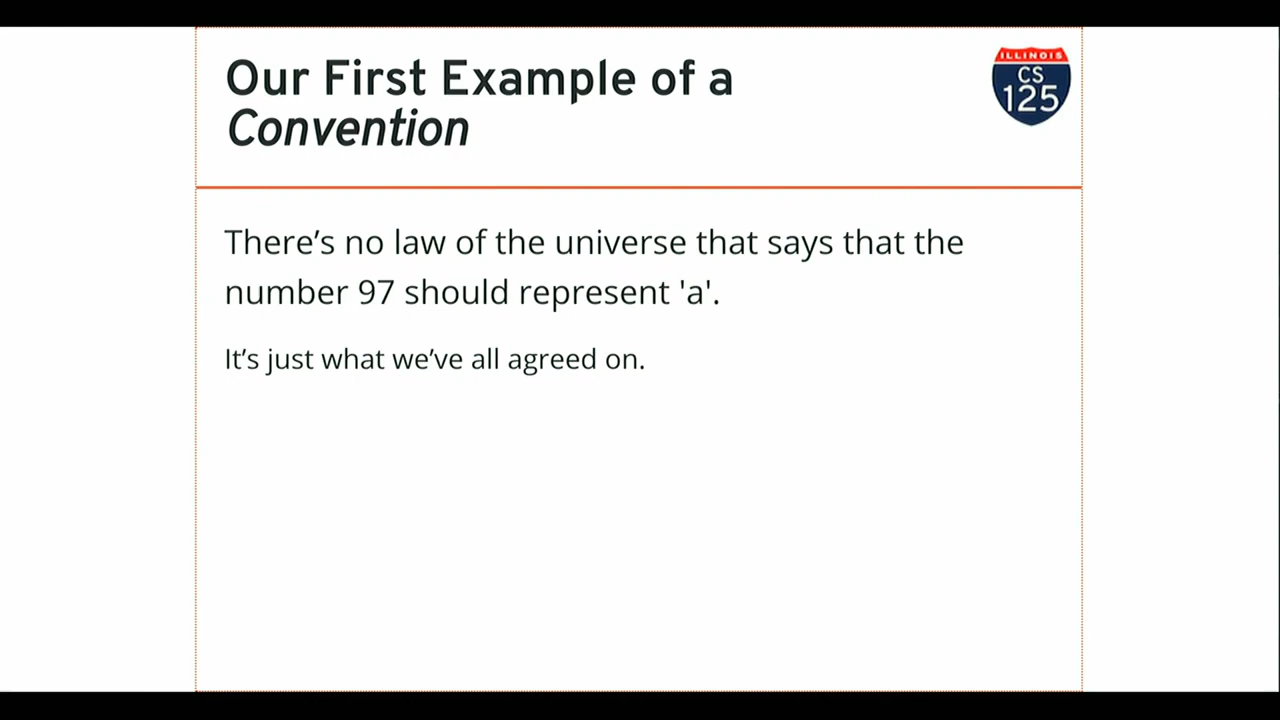 Our First Example of a
Convention
ILLINOIS
CS
125
There’s no law of the universe that says that the
number 97 should represent 'a'.
It’s just what we’ve all agreed on.